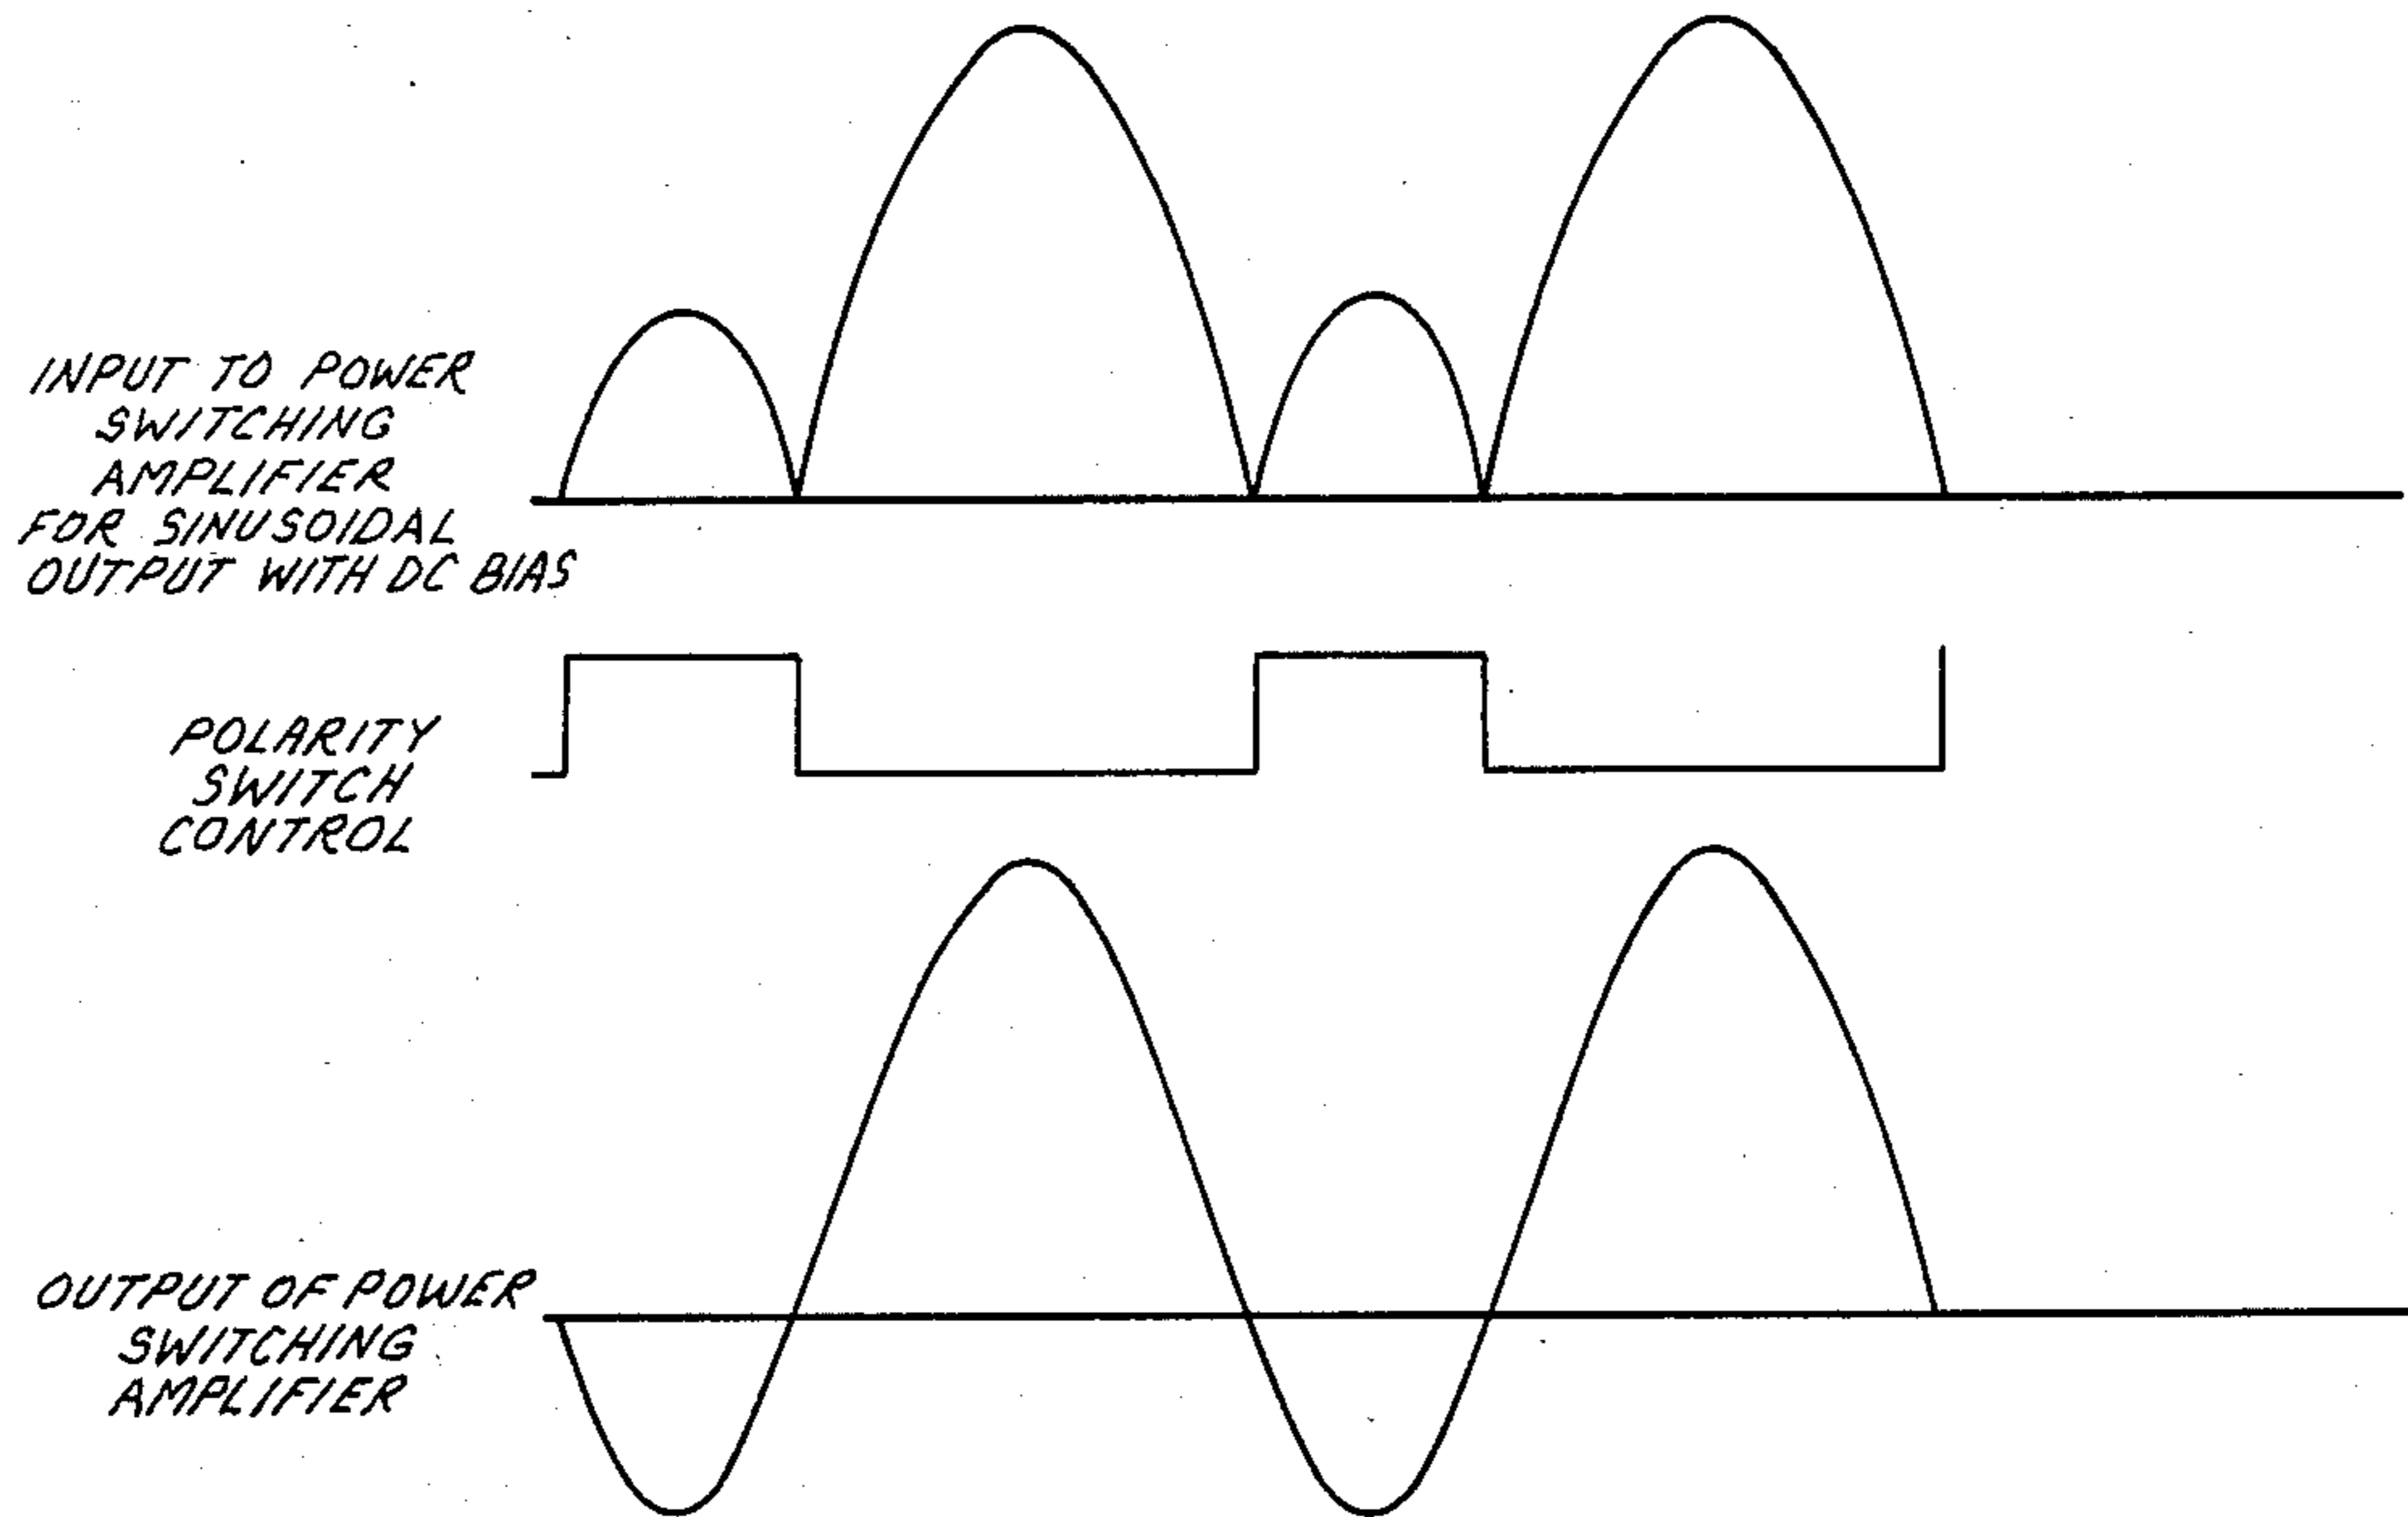 INPUT TO POWER
SWITCHING
AMPLIFIER
FOR SINUSOIDAL
OUTPUT WITH DC BIAS
POLARITY
SWITCH
CONTROL
OUTPUT OF POWER
SWITCHING
AMPLIFIER